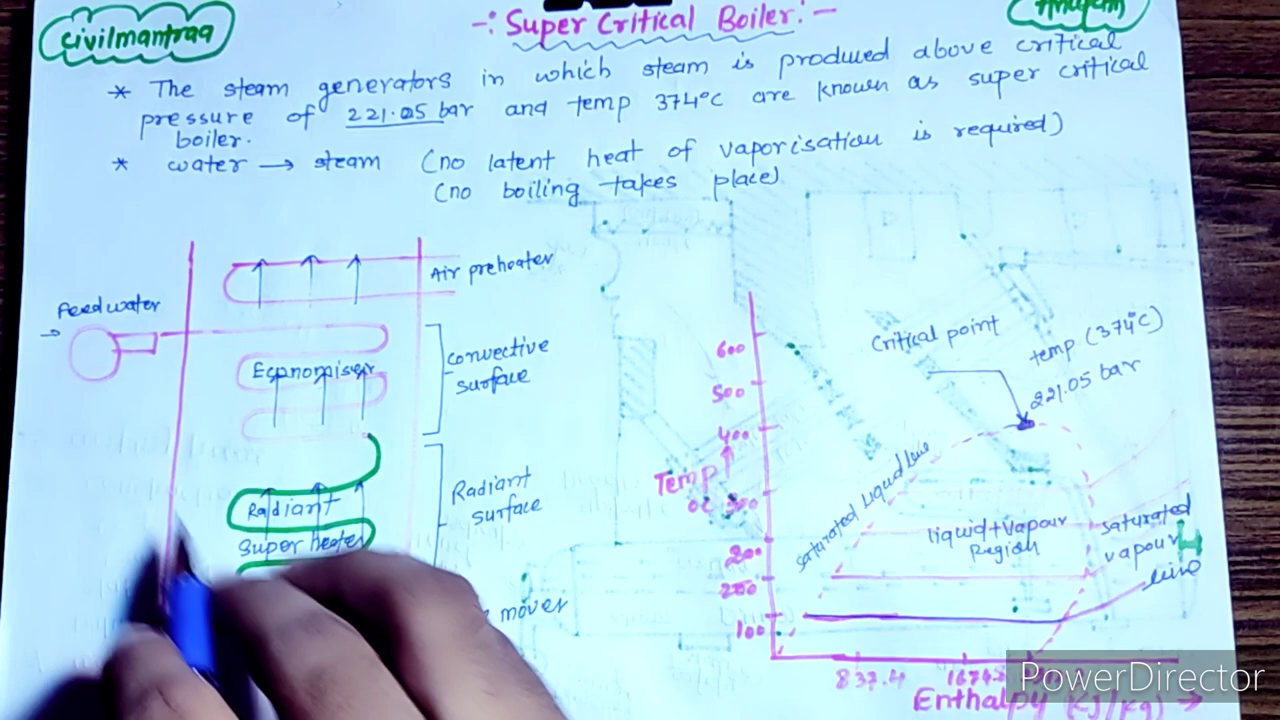 civilmantraa
-: Super Critical Boiler:-
* The steam generators in which steam is produced above critical
pressure of 221.05 bar and temp 374°C are known as super critical
boiler.
* water → steam (no latent heat of vaporisation is required)
(no boiling takes place)
Air preheater
Feed water
Economiser
Convective
surface
Radiant
Super heater
Radiant
surface
mover
Critical point
temp (374°C)
221.05 bar
600
500
400
Temp
°C 300
200
250
100
saturated liquid line
liquid+vapour
Region
saturated
vapour
line
837.4
Enthalpy (kJ/kg) →
PowerDirector